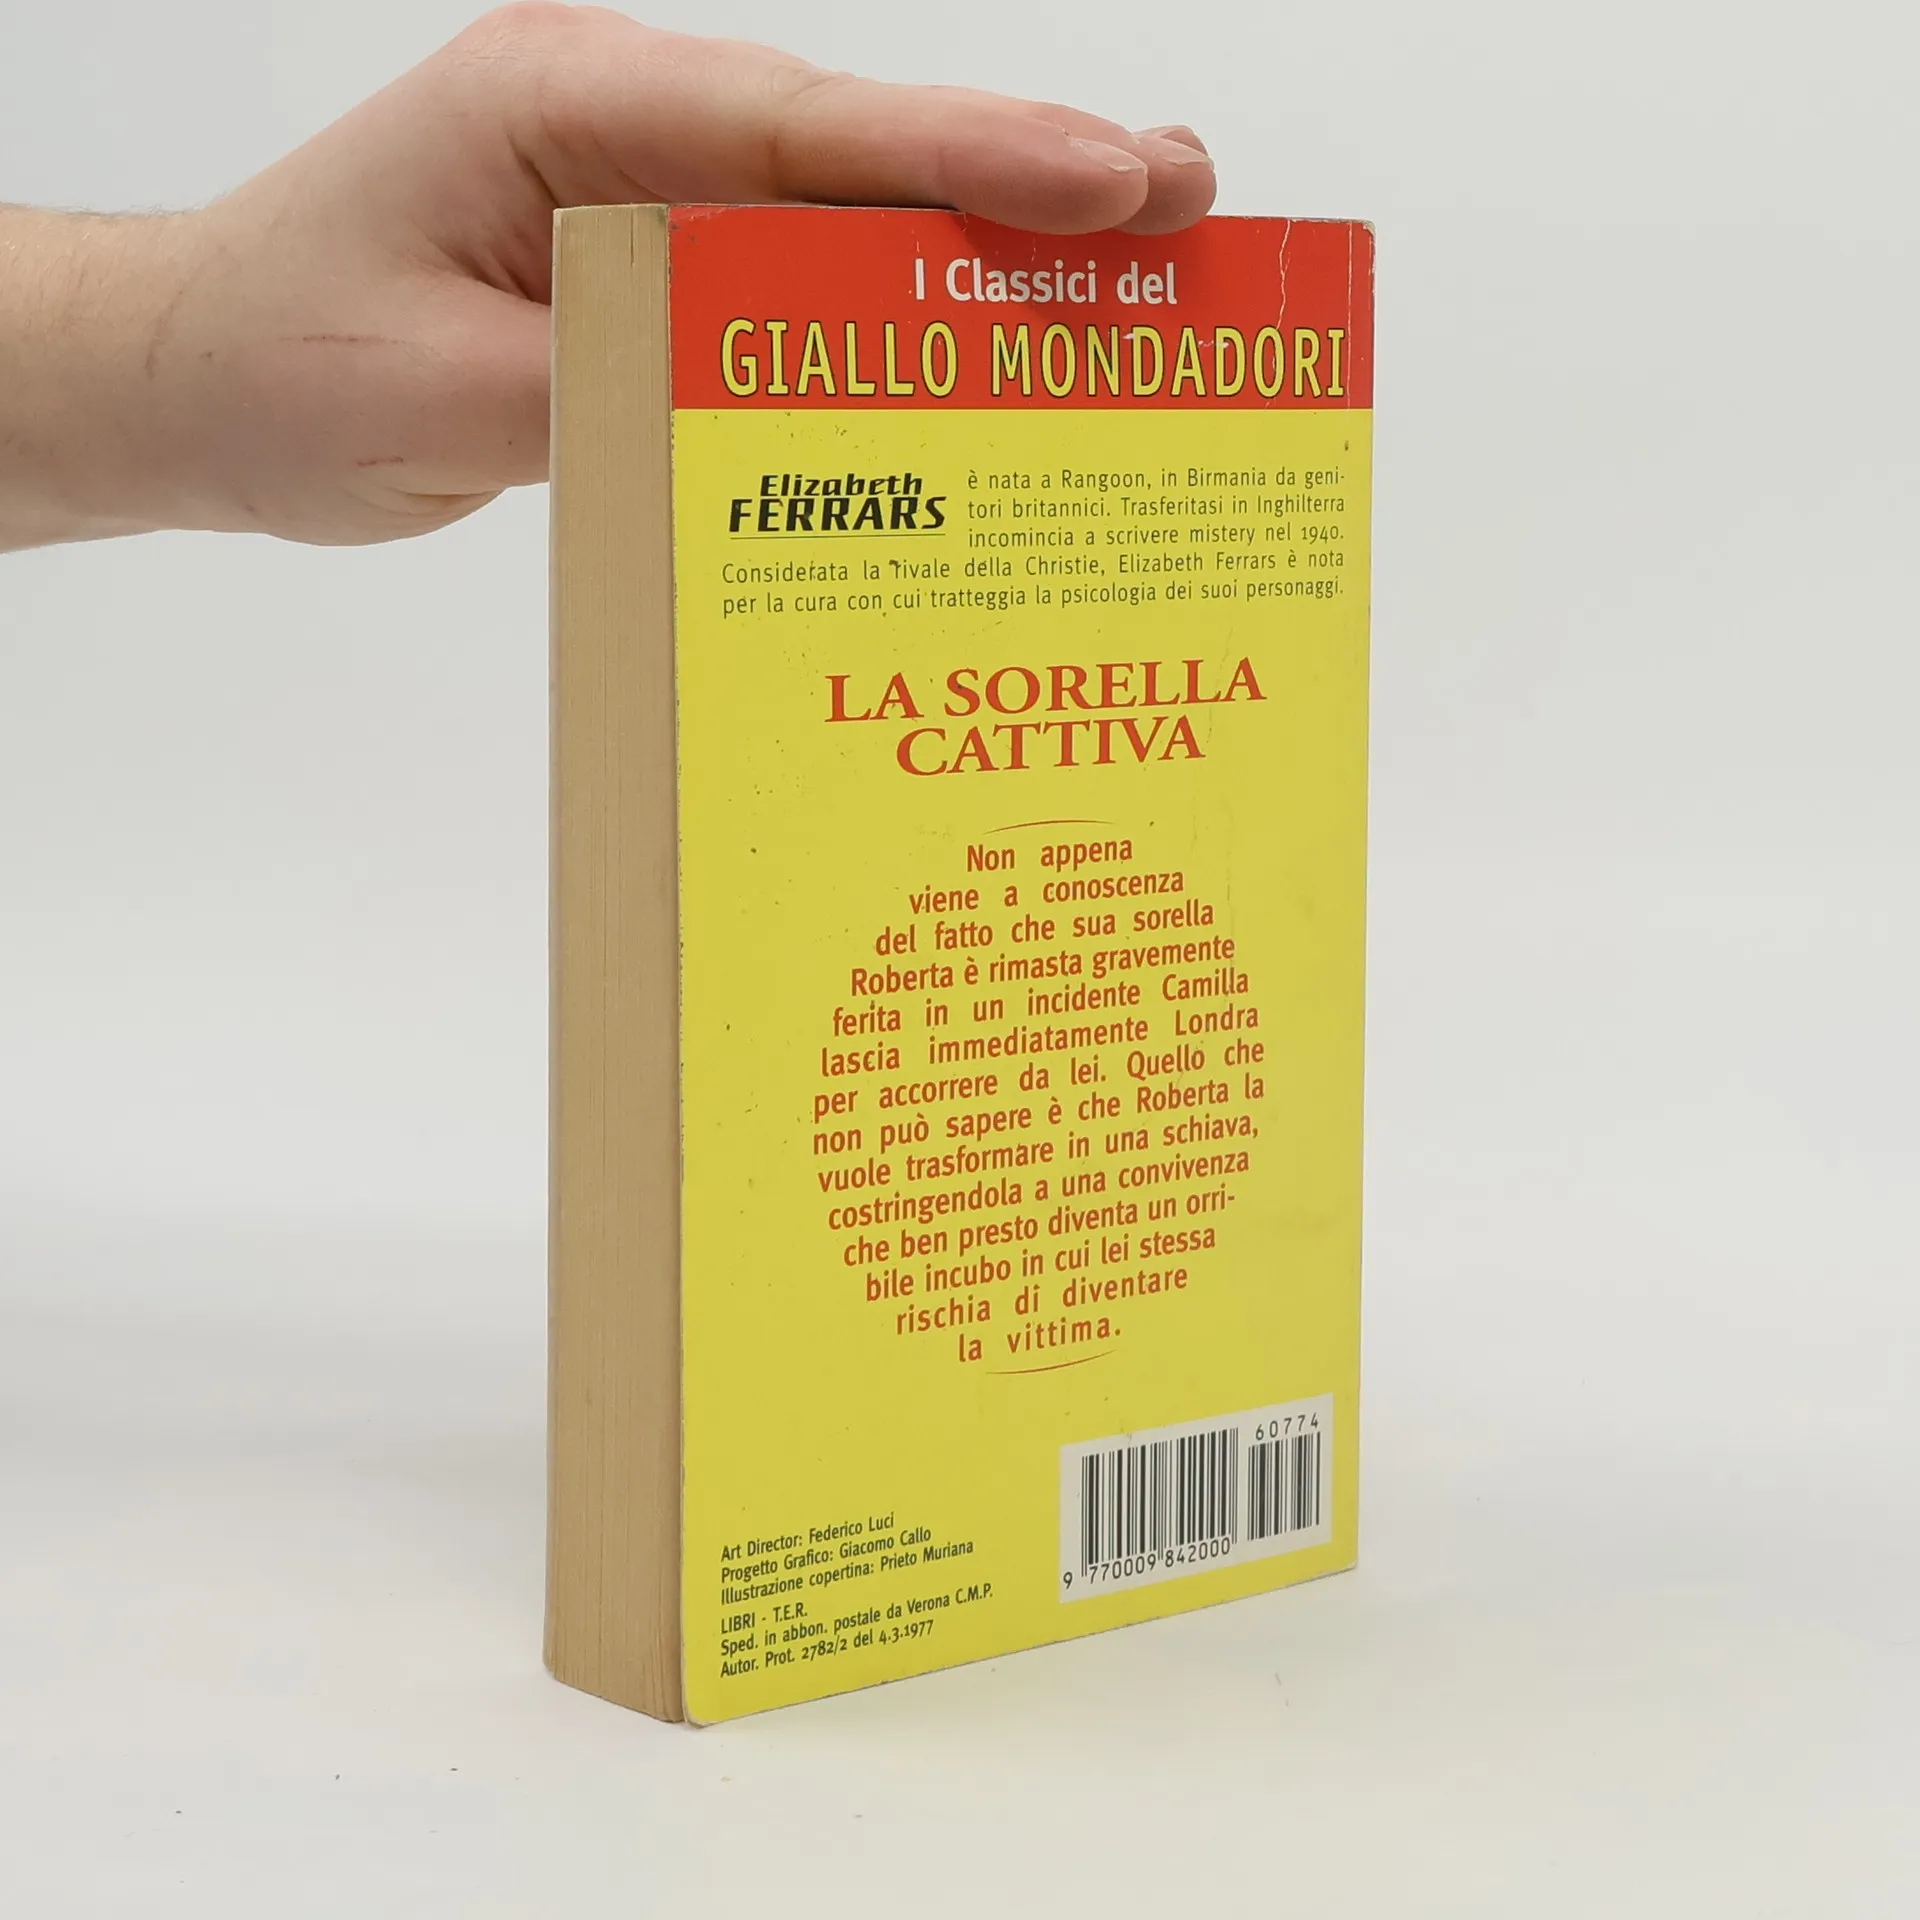 I Classici del
GIALLO MONDADORI
Elizabeth
FERRARS
è nata a Rangoon, in Birmania da geni-
tori britannici. Trasferitasi in Inghilterra
incomincia a scrivere mistery nel 1940.
Considerata la rivale della Christie, Elizabeth Ferrars è nota
per la cura con cui tratteggia la psicologia dei suoi personaggi.
LA SORELLA
CATTIVA
Non appena
viene a conoscenza
del fatto che sua sorella
Roberta è rimasta gravemente
ferita in un incidente Camilla
lascia immediatamente Londra
per accorrere da lei. Quello che
non può sapere è che Roberta la
vuole trasformare in una schiava,
costringendola a una convivenza
che ben presto diventa un orri-
bile incubo in cui lei stessa
rischia di diventare
la vittima.
60774
9 770009 842000
Art Director: Federico Luci
Progetto Grafico: Giacomo Callo
Illustrazione copertina: Prieto Muriana
LIBRI - T.E.R.
Sped. in abbon. postale da Verona C.M.P.
Autor. Prot. 2782/2 del 4.3.1977